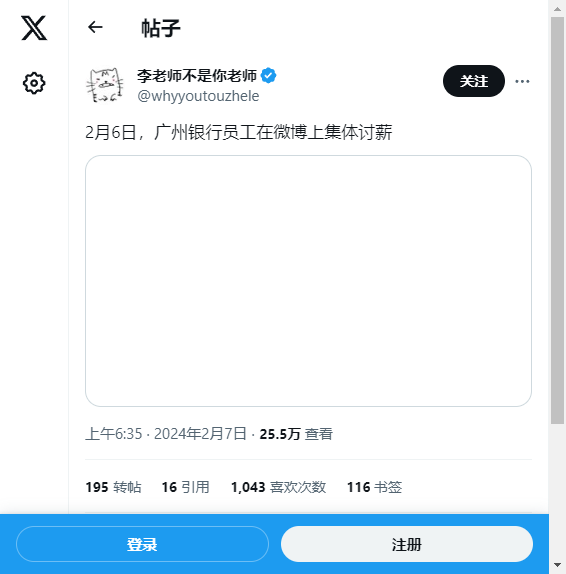 帖子
李老师不是你老师
@whyyoutouzhele
关注
2月6日，广州银行员工在微博上集体讨薪
上午6:35 · 2024年2月7日 · 25.5万 查看
195 转帖 16 引用 1,043 喜欢次数 116 书签
登录 注册